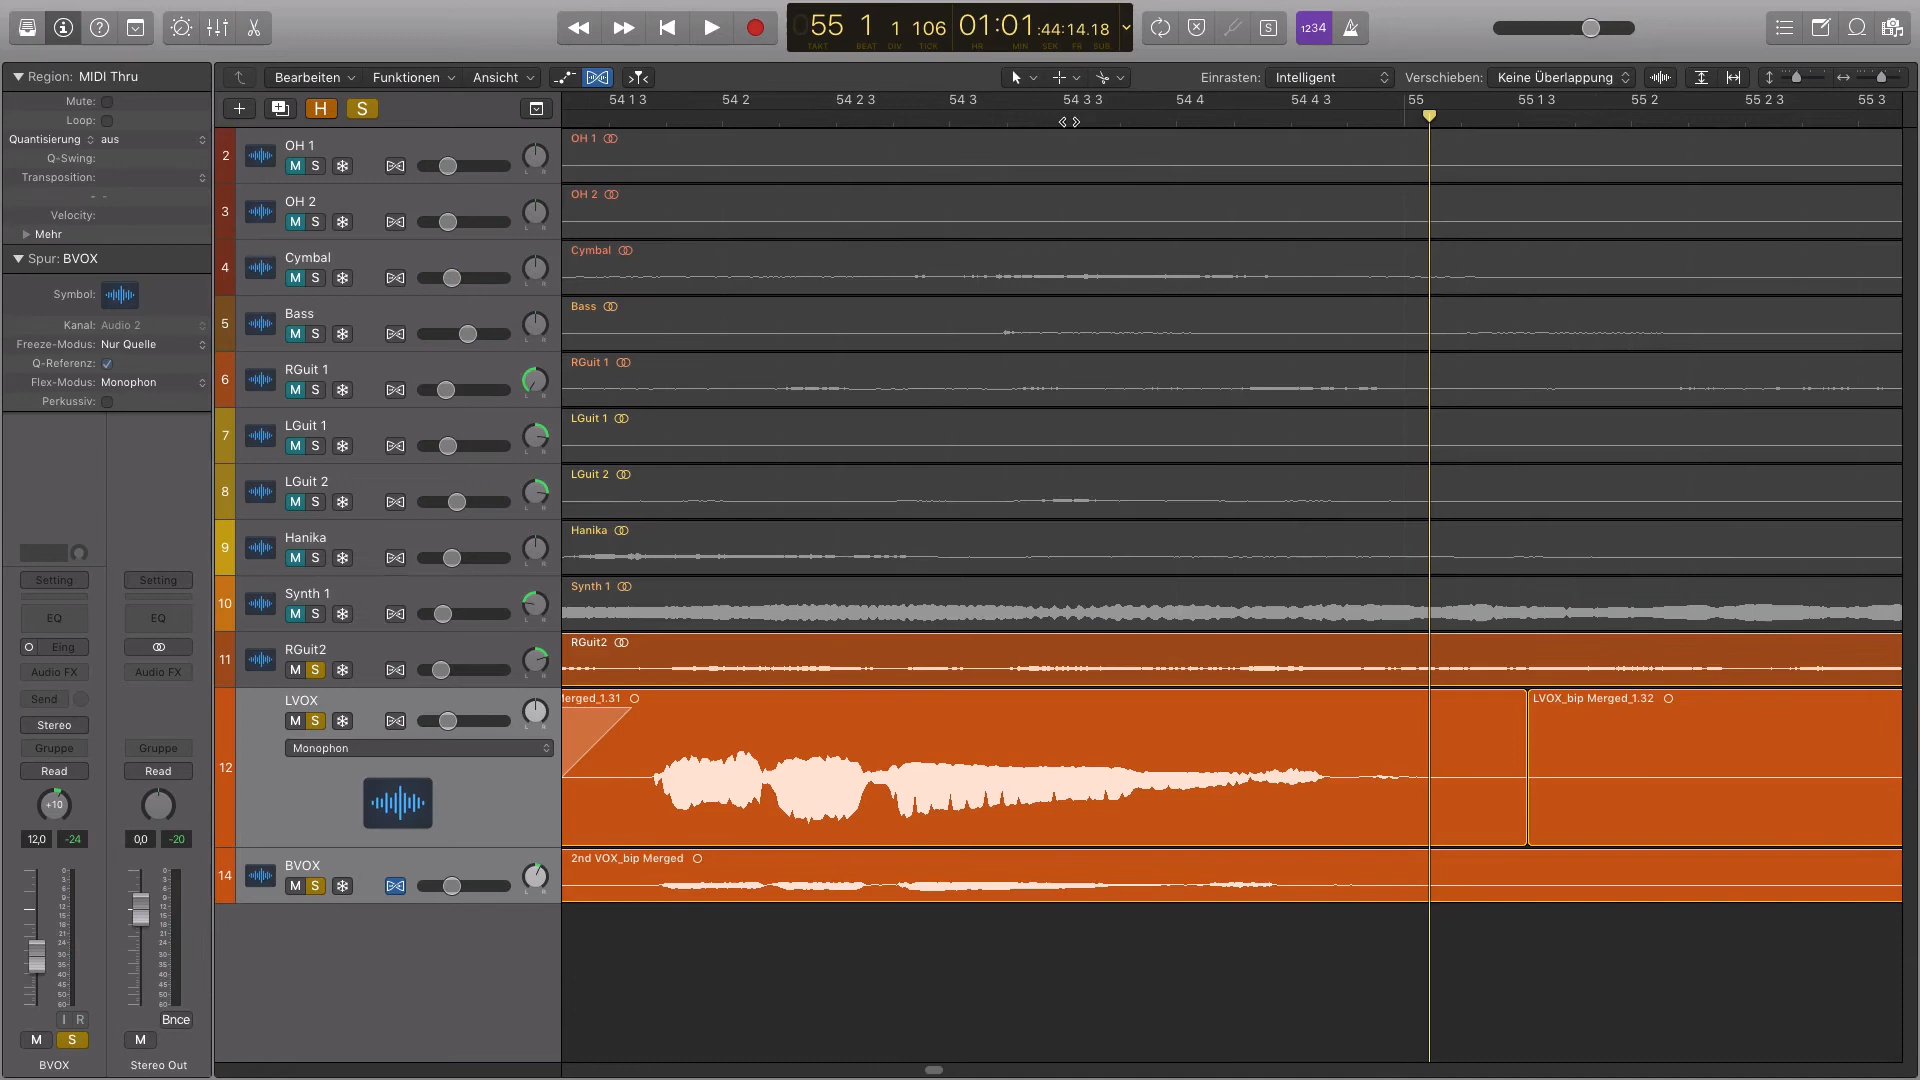 55 1 1 106 01:01:44:14.18
TAKT BEAT DIV TICK HR MIN SEK FR SUB
S 1234
Region: MIDI Thru
Mute:
Loop:
Quantisierung aus
Q-Swing:
Transposition:
- -
Velocity:
Mehr
Spur: BVOX
Symbol:
Kanal: Audio 2
Freeze-Modus: Nur Quelle
Q-Referenz:
Flex-Modus: Monophon
Perkussiv:
Setting Setting
EQ EQ
Eing
Audio FX Audio FX
Send
Stereo
Gruppe Gruppe
Read Read
+10
12,0 -24 0,0 -20
I R Bnce
M S M
BVOX Stereo Out
Bearbeiten Funktionen Ansicht Einrasten: Intelligent Verschieben: Keine Überlappung
H S
54 1 3 54 2 54 2 3 54 3 54 3 3 54 4 54 4 3 55 55 1 3 55 2 55 2 3 55 3
2 OH 1 M S L R OH 1
3 OH 2 M S L R OH 2
4 Cymbal M S L R Cymbal
5 Bass M S L R Bass
6 RGuit 1 M S L R RGuit 1
7 LGuit 1 M S L R LGuit 1
8 LGuit 2 M S L R LGuit 2
9 Hanika M S L R Hanika
10 Synth 1 M S L R Synth 1
11 RGuit2 M S L R RGuit2
12 LVOX M S L R Monophon
Merged_1.31 LVOX_bip Merged_1.32
14 BVOX M S L R 2nd VOX_bip Merged